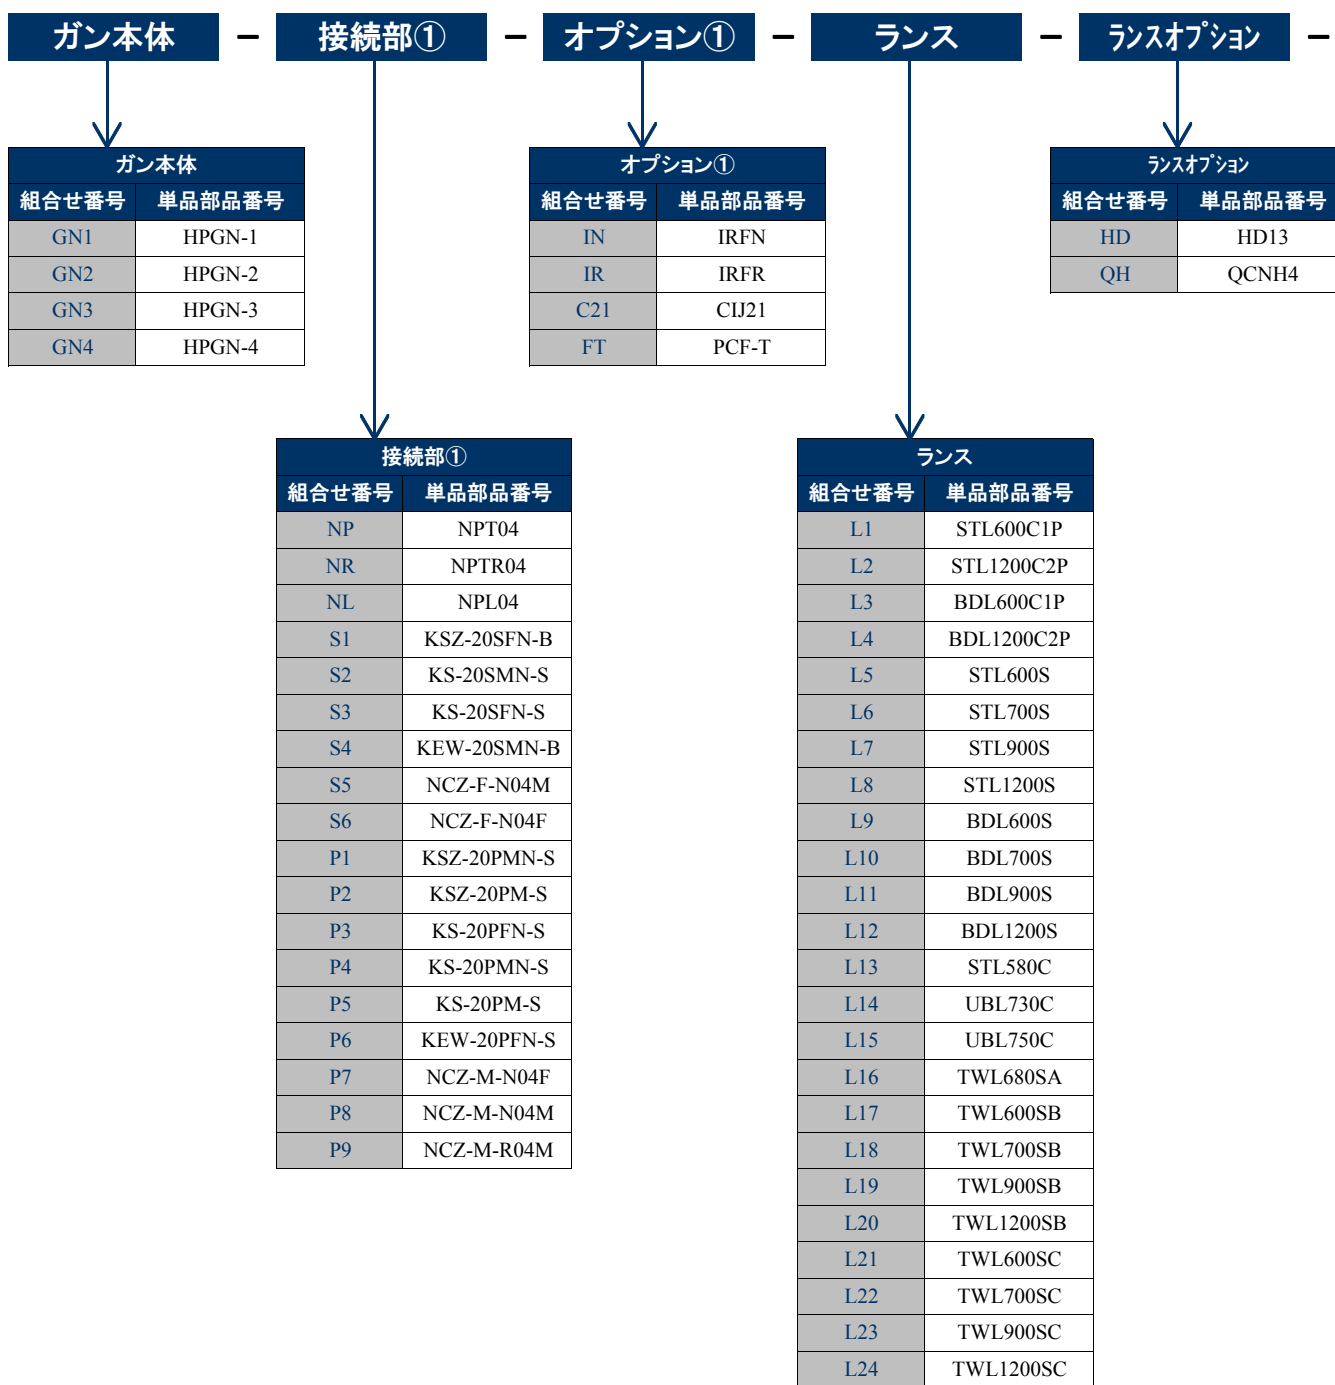 ガン本体 － 接続部① － オプション① － ランス － ﾗﾝｽｵﾌﾟｼｮﾝ －
ガン本体
組合せ番号 単品部品番号
GN1 HPGN-1
GN2 HPGN-2
GN3 HPGN-3
GN4 HPGN-4
オプション①
組合せ番号 単品部品番号
IN IRFN
IR IRFR
C21 CIJ21
FT PCF-T
ﾗﾝｽｵﾌﾟｼｮﾝ
組合せ番号 単品部品番号
HD HD13
QH QCNH4
接続部①
組合せ番号 単品部品番号
NP NPT04
NR NPTR04
NL NPL04
S1 KSZ-20SFN-B
S2 KS-20SMN-S
S3 KS-20SFN-S
S4 KEW-20SMN-B
S5 NCZ-F-N04M
S6 NCZ-F-N04F
P1 KSZ-20PMN-S
P2 KSZ-20PM-S
P3 KS-20PFN-S
P4 KS-20PMN-S
P5 KS-20PM-S
P6 KEW-20PFN-S
P7 NCZ-M-N04F
P8 NCZ-M-N04M
P9 NCZ-M-R04M
ランス
組合せ番号 単品部品番号
L1 STL600C1P
L2 STL1200C2P
L3 BDL600C1P
L4 BDL1200C2P
L5 STL600S
L6 STL700S
L7 STL900S
L8 STL1200S
L9 BDL600S
L10 BDL700S
L11 BDL900S
L12 BDL1200S
L13 STL580C
L14 UBL730C
L15 UBL750C
L16 TWL680SA
L17 TWL600SB
L18 TWL700SB
L19 TWL900SB
L20 TWL1200SB
L21 TWL600SC
L22 TWL700SC
L23 TWL900SC
L24 TWL1200SC